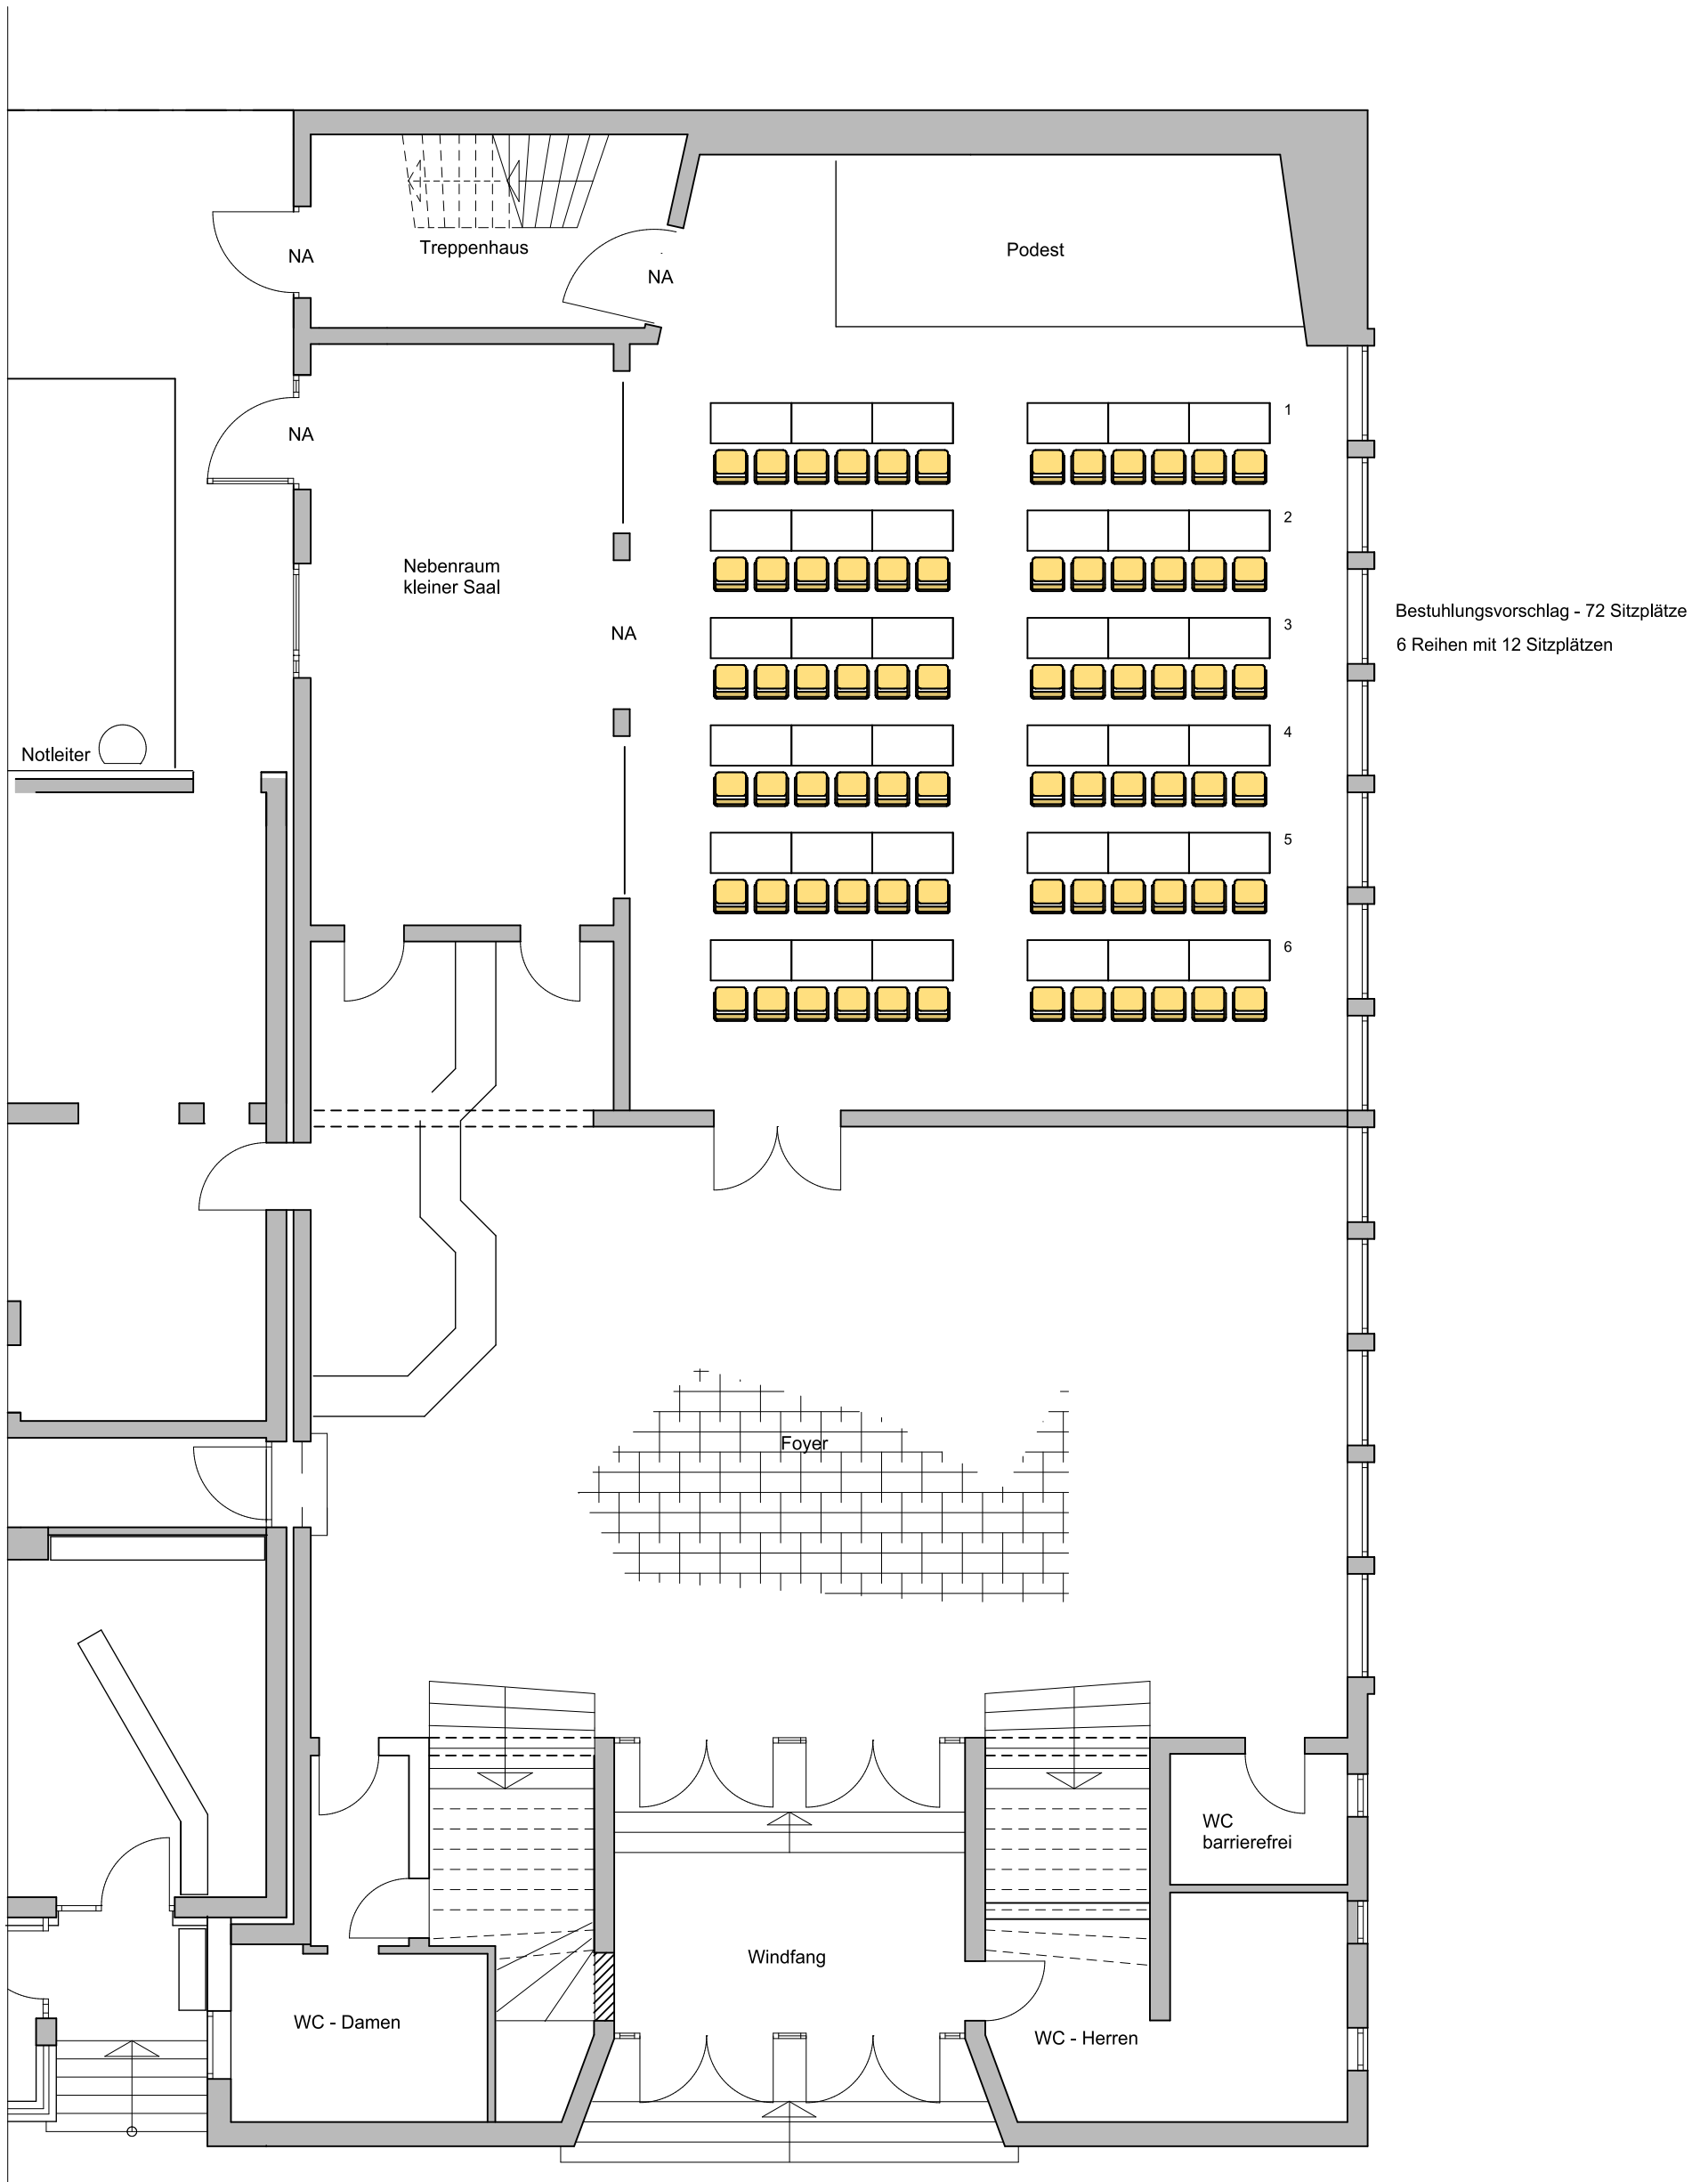 Treppenhaus
Podest
NA
NA
1
NA
2
Nebenraum
kleiner Saal
Bestuhlungsvorschlag - 72 Sitzplätze
3
NA
6 Reihen mit 12 Sitzplätzen
4
Notleiter
5
6
Foyer
WC
barrierefrei
Windfang
WC - Damen
WC - Herren